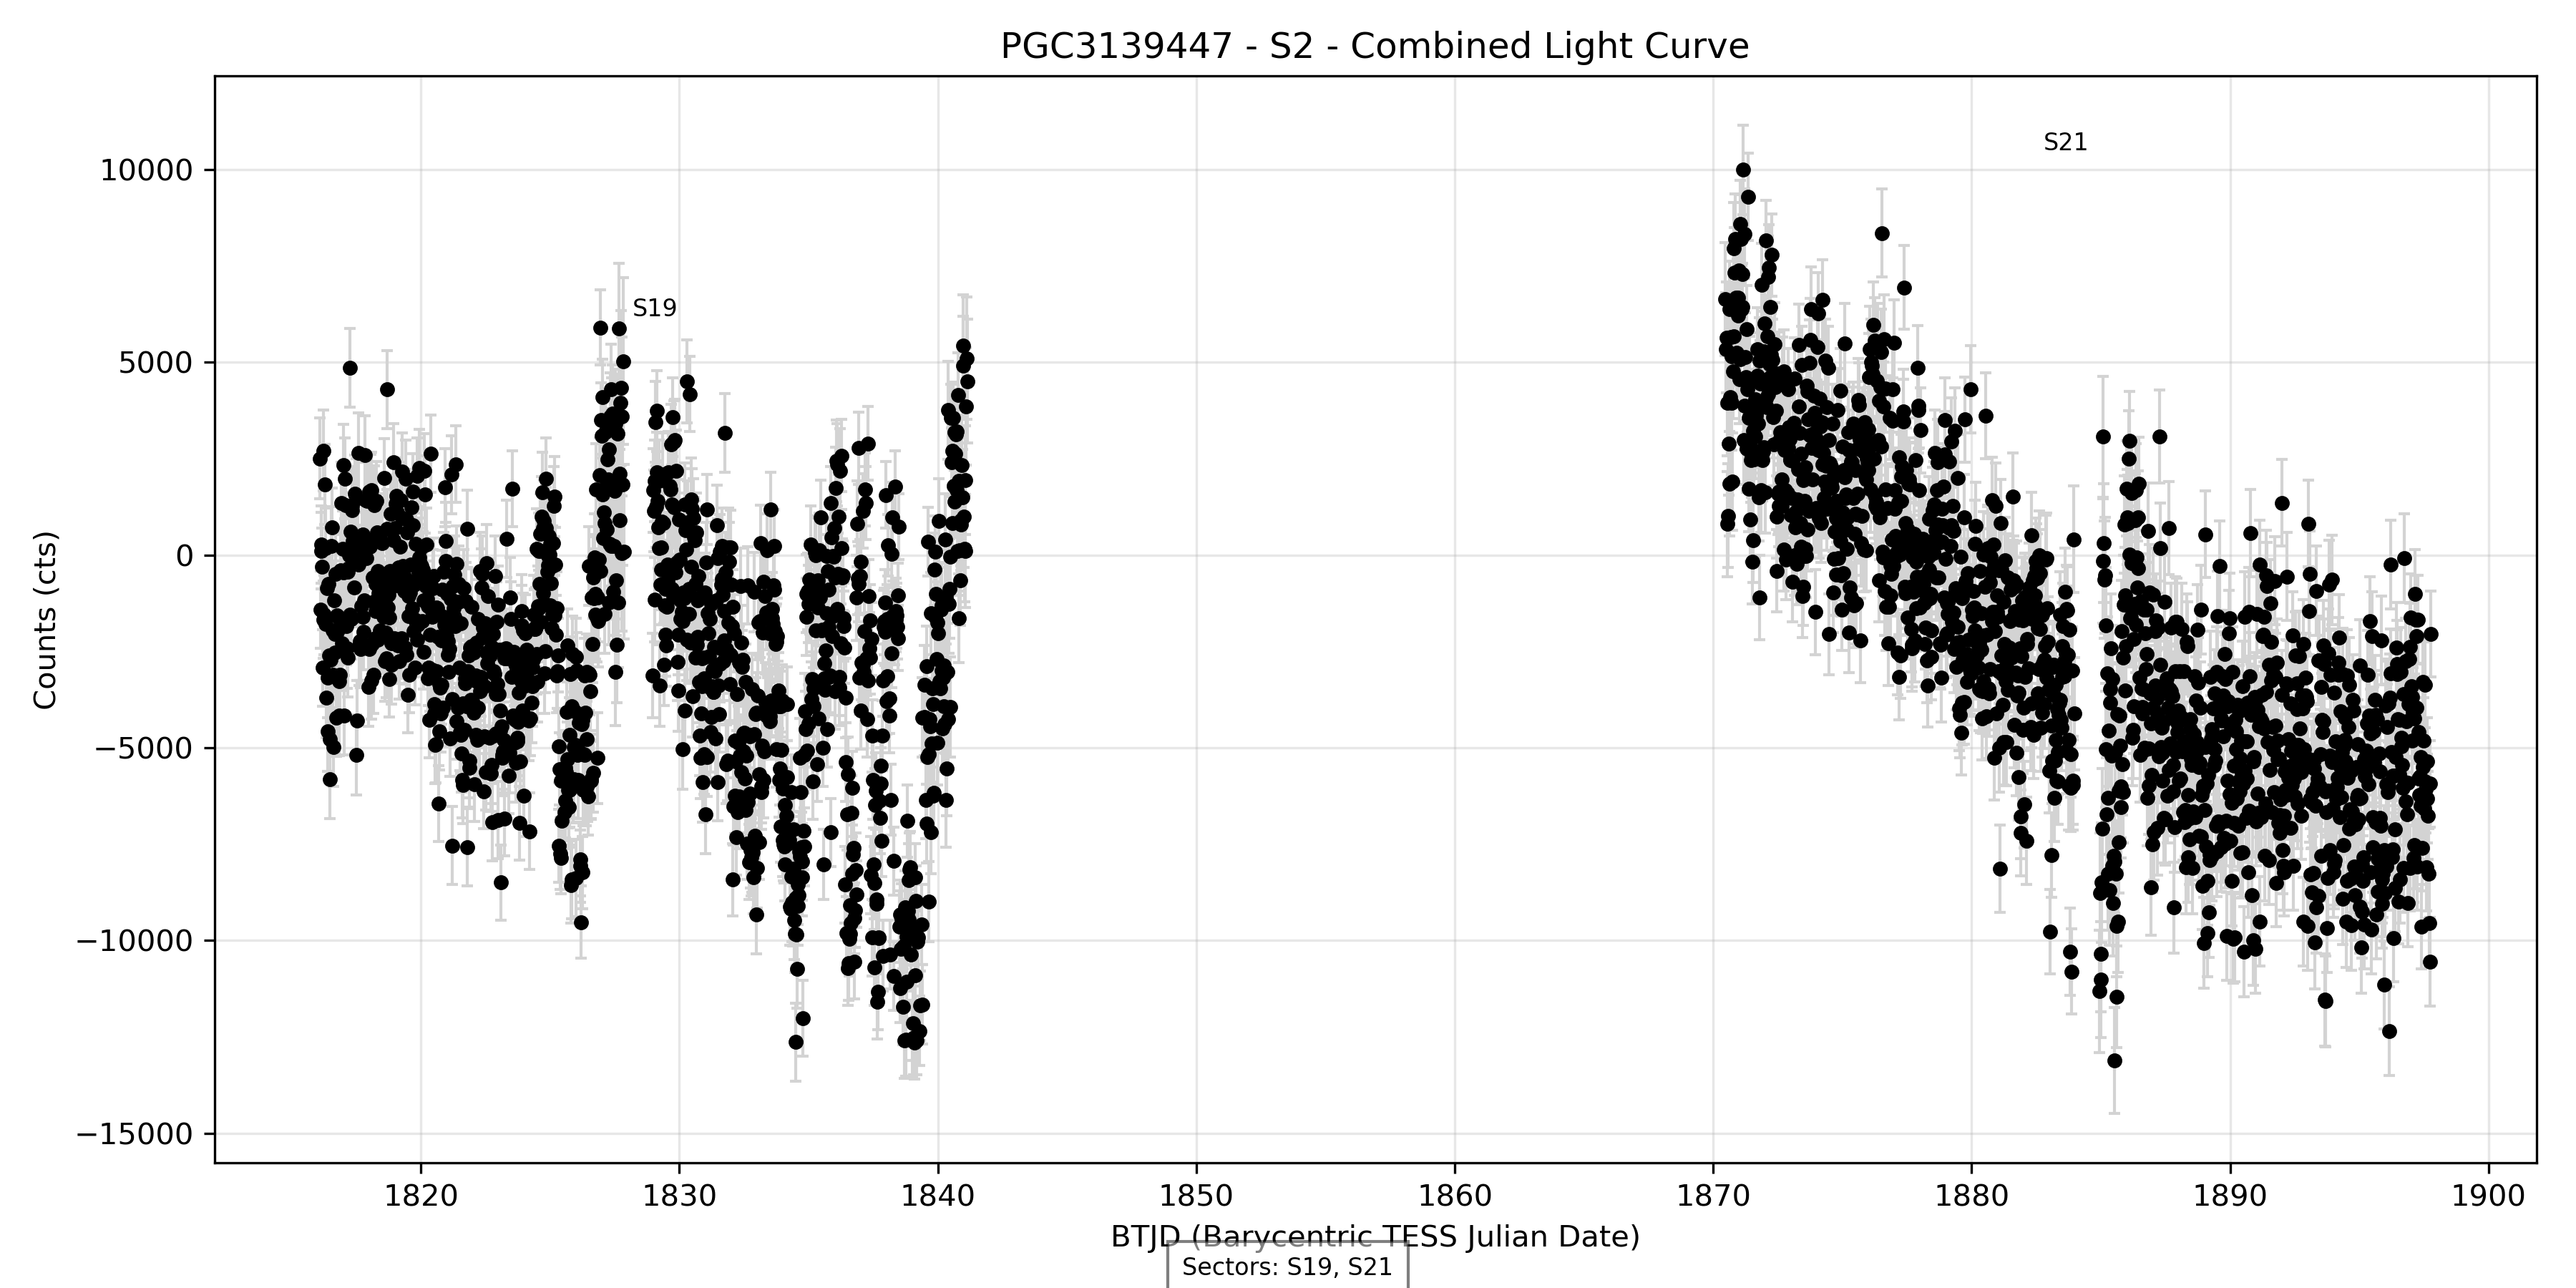 PGC3139447 - S2 - Combined Light Curve
S21
S19
Counts (cts)
10000
5000
0
−5000
−10000
−15000
1820 1830 1840 1850 1860 1870 1880 1890 1900
BTJD (Barycentric TESS Julian Date)
Sectors: S19, S21